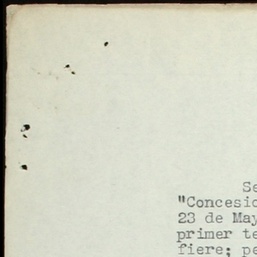 Se
"Concesio
23 de May
primer te
fiere; pe